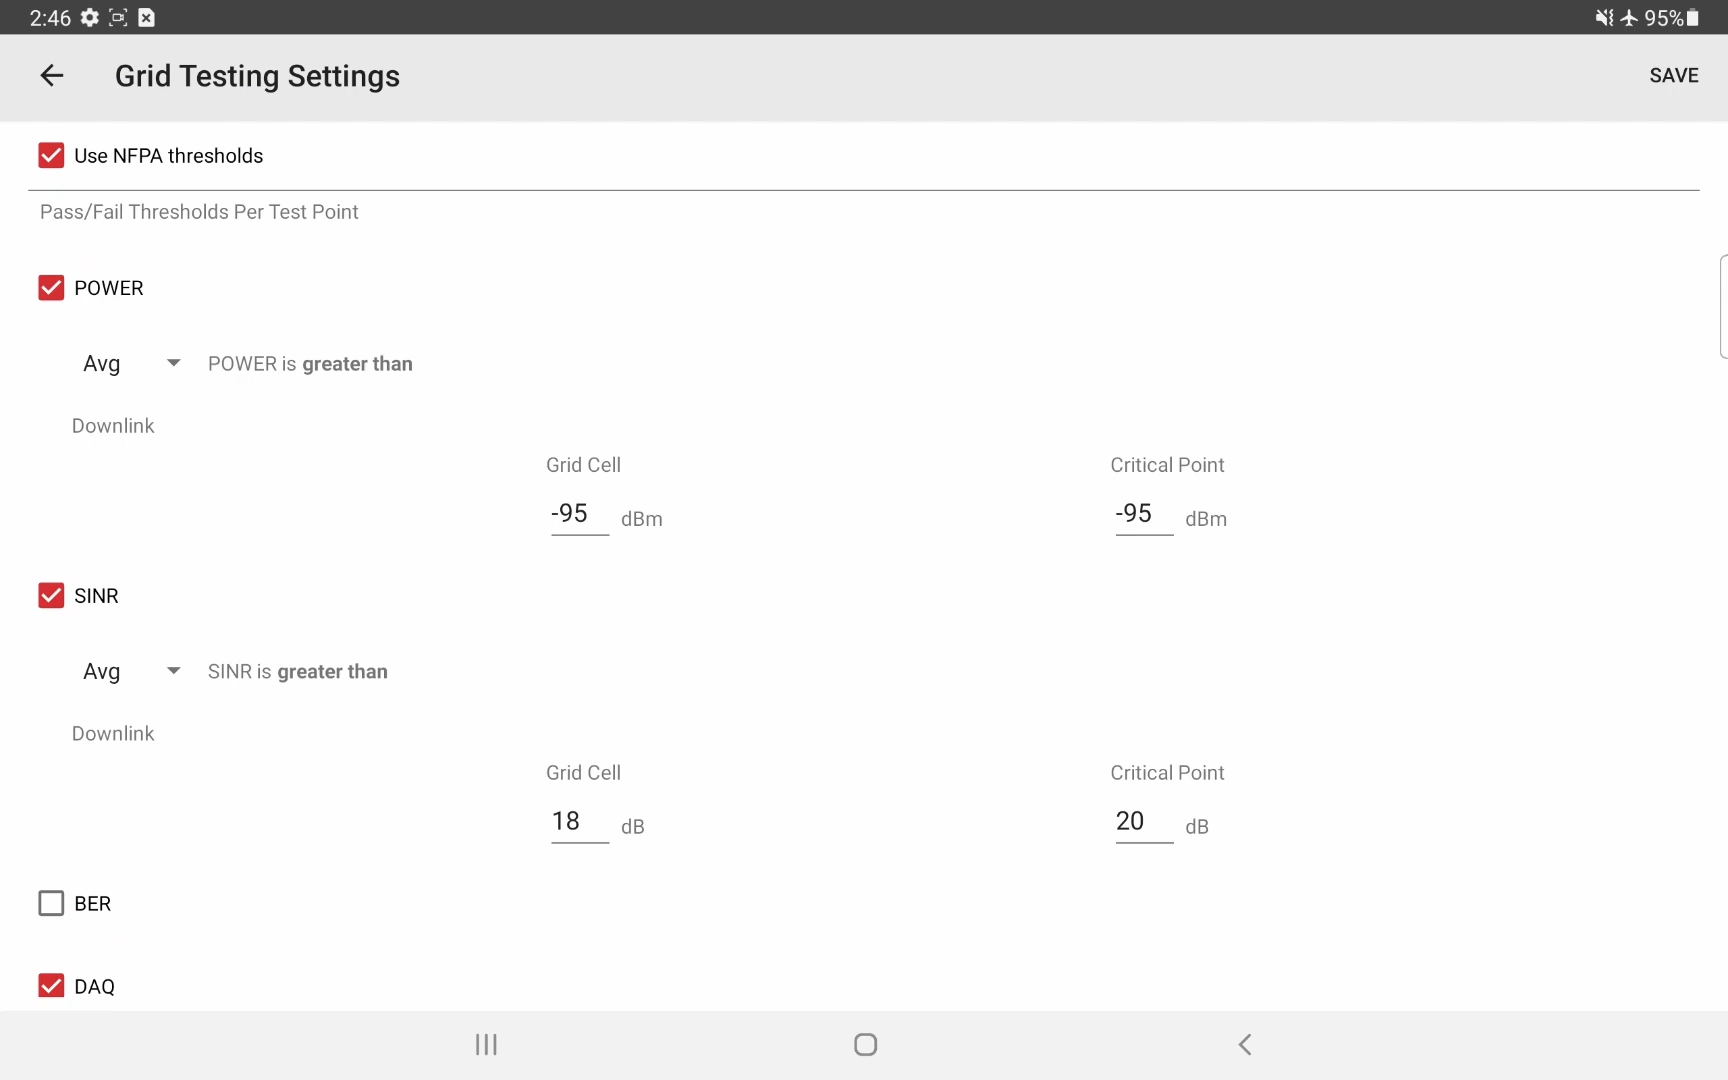 2:46 95%
Grid Testing Settings SAVE
Use NFPA thresholds
Pass/Fail Thresholds Per Test Point
POWER
Avg POWER is greater than
Downlink
Grid Cell Critical Point
-95 dBm -95 dBm
SINR
Avg SINR is greater than
Downlink
Grid Cell Critical Point
18 dB 20 dB
BER
DAQ